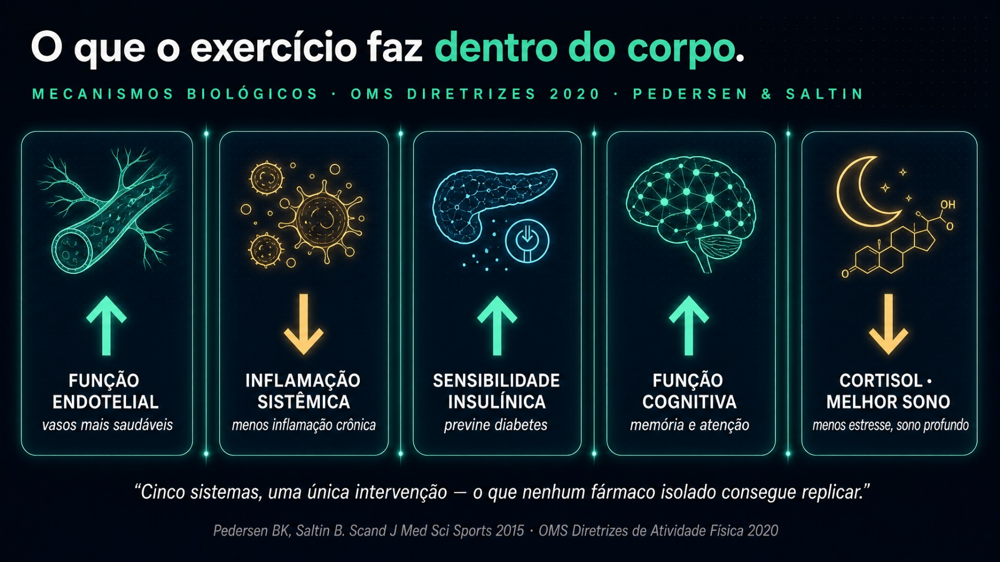 O que o exercício faz dentro do corpo.
MECANISMOS BIOLÓGICOS · OMS DIRETRIZES 2020 · PEDERSEN & SALTIN
OH
O
O
FUNÇÃO
ENDOTELIAL
vasos mais saudáveis
INFLAMAÇÃO
SISTÊMICA
menos inflamação crônica
SENSIBILIDADE
INSULÍNICA
previne diabetes
FUNÇÃO
COGNITIVA
memória e atenção
CORTISOL •
MELHOR SONO
menos estresse, sono profundo
“Cinco sistemas, uma única intervenção — o que nenhum fármaco isolado consegue replicar.”
Pedersen BK, Saltin B. Scand J Med Sci Sports 2015 · OMS Diretrizes de Atividade Física 2020